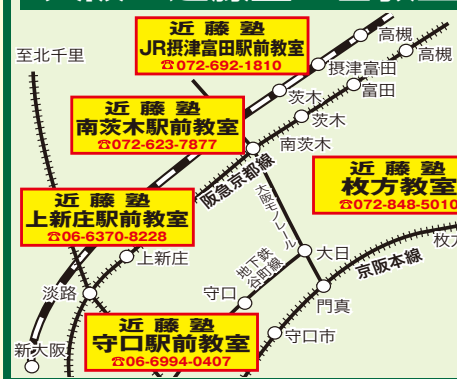 近藤塾
JR摂津富田駅前教室
☎072-692-1810
高槻
高槻
至北千里
摂津富田
富田
茨木
茨木
近藤塾
南茨木駅前教室
☎072-623-7877
南茨木
阪急京都線
近藤塾
枚方教室
☎072-848-5010
大阪モノレール
近藤塾
上新庄駅前教室
☎06-6370-8228
上新庄
地下鉄
谷町線
大日
京阪本線
淡路
守口
門真
近藤塾
守口駅前教室
☎06-6994-0407
守口市
新大阪